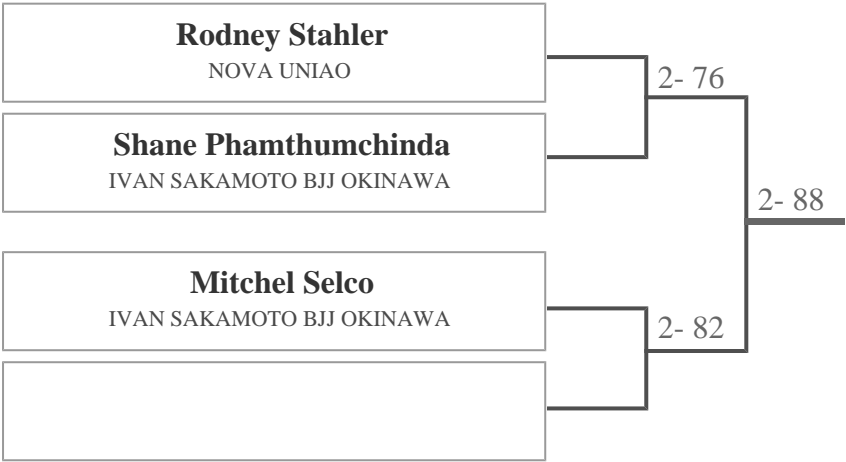 Rodney Stahler
NOVA UNIAO
2- 76
Shane Phamthumchinda
IVAN SAKAMOTO BJJ OKINAWA
2- 88
Mitchel Selco
IVAN SAKAMOTO BJJ OKINAWA
2- 82